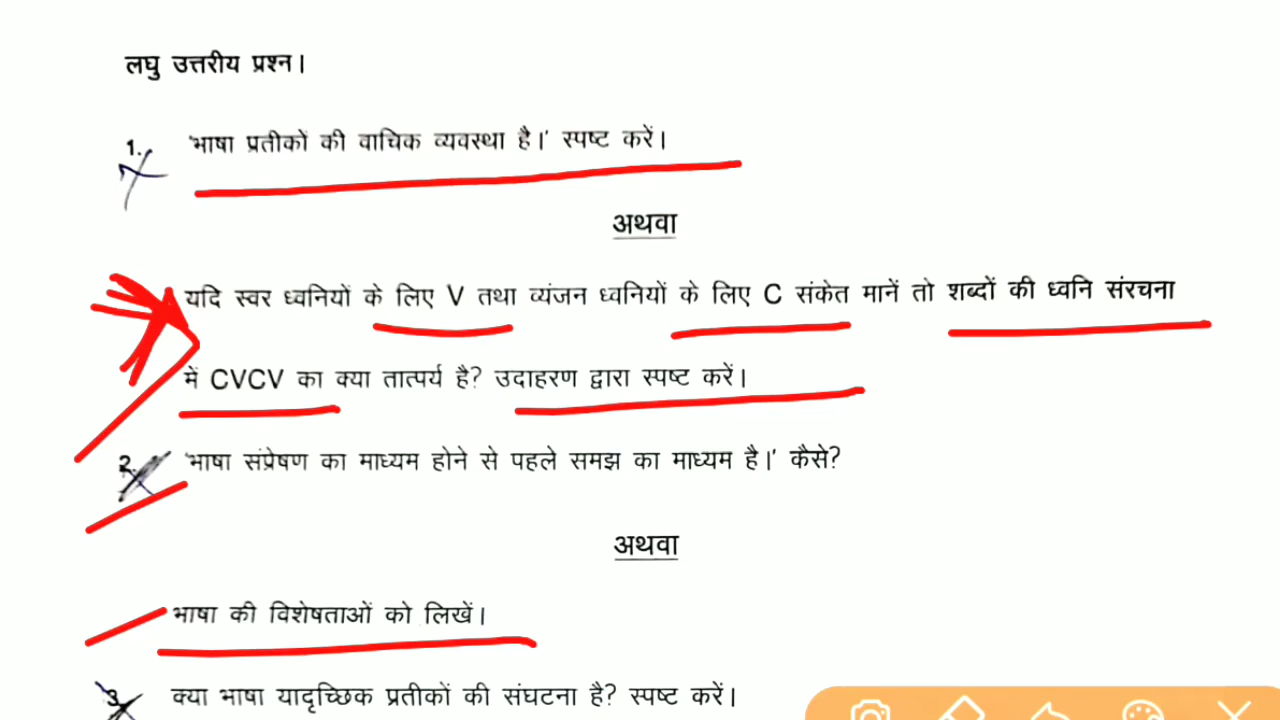 लघु उत्तरीय प्रश्न।
1. 'भाषा प्रतीकों की वाचिक व्यवस्था है।' स्पष्ट करें।
अथवा
यदि स्वर ध्वनियों के लिए V तथा व्यंजन ध्वनियों के लिए C संकेत मानें तो शब्दों की ध्वनि संरचना
में CVCV का क्या तात्पर्य है? उदाहरण द्वारा स्पष्ट करें।
2. 'भाषा संप्रेषण का माध्यम होने से पहले समझ का माध्यम है।' कैसे?
अथवा
भाषा की विशेषताओं को लिखें।
3. क्या भाषा यादृच्छिक प्रतीकों की संघटना है? स्पष्ट करें।